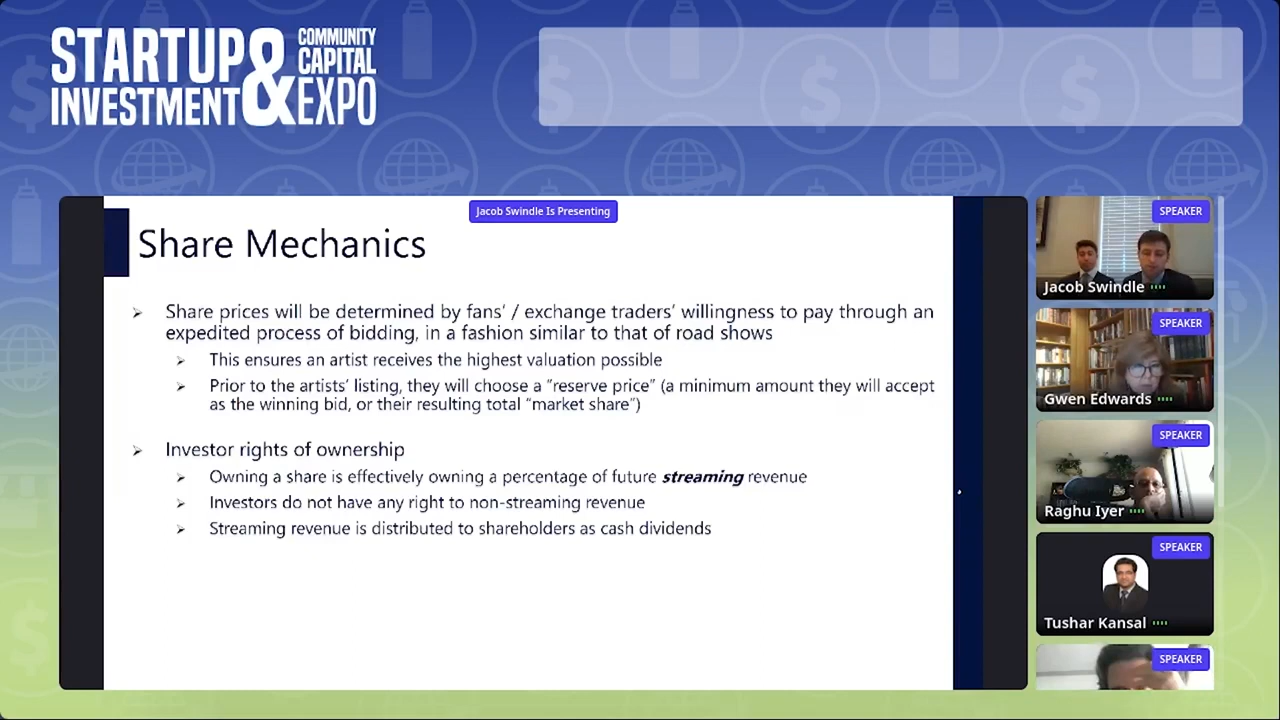 STARTUP & COMMUNITY
CAPITAL
INVESTMENT EXPO
Jacob Swindle Is Presenting
Share Mechanics
Share prices will be determined by fans' / exchange traders' willingness to pay through an
expedited process of bidding, in a fashion similar to that of road shows
This ensures an artist receives the highest valuation possible
Prior to the artists' listing, they will choose a "reserve price" (a minimum amount they will accept
as the winning bid, or their resulting total "market share")
Investor rights of ownership
Owning a share is effectively owning a percentage of future streaming revenue
Investors do not have any right to non-streaming revenue
Streaming revenue is distributed to shareholders as cash dividends
SPEAKER
Jacob Swindle
SPEAKER
Gwen Edwards
SPEAKER
Raghu Iyer
SPEAKER
Tushar Kansal
SPEAKER